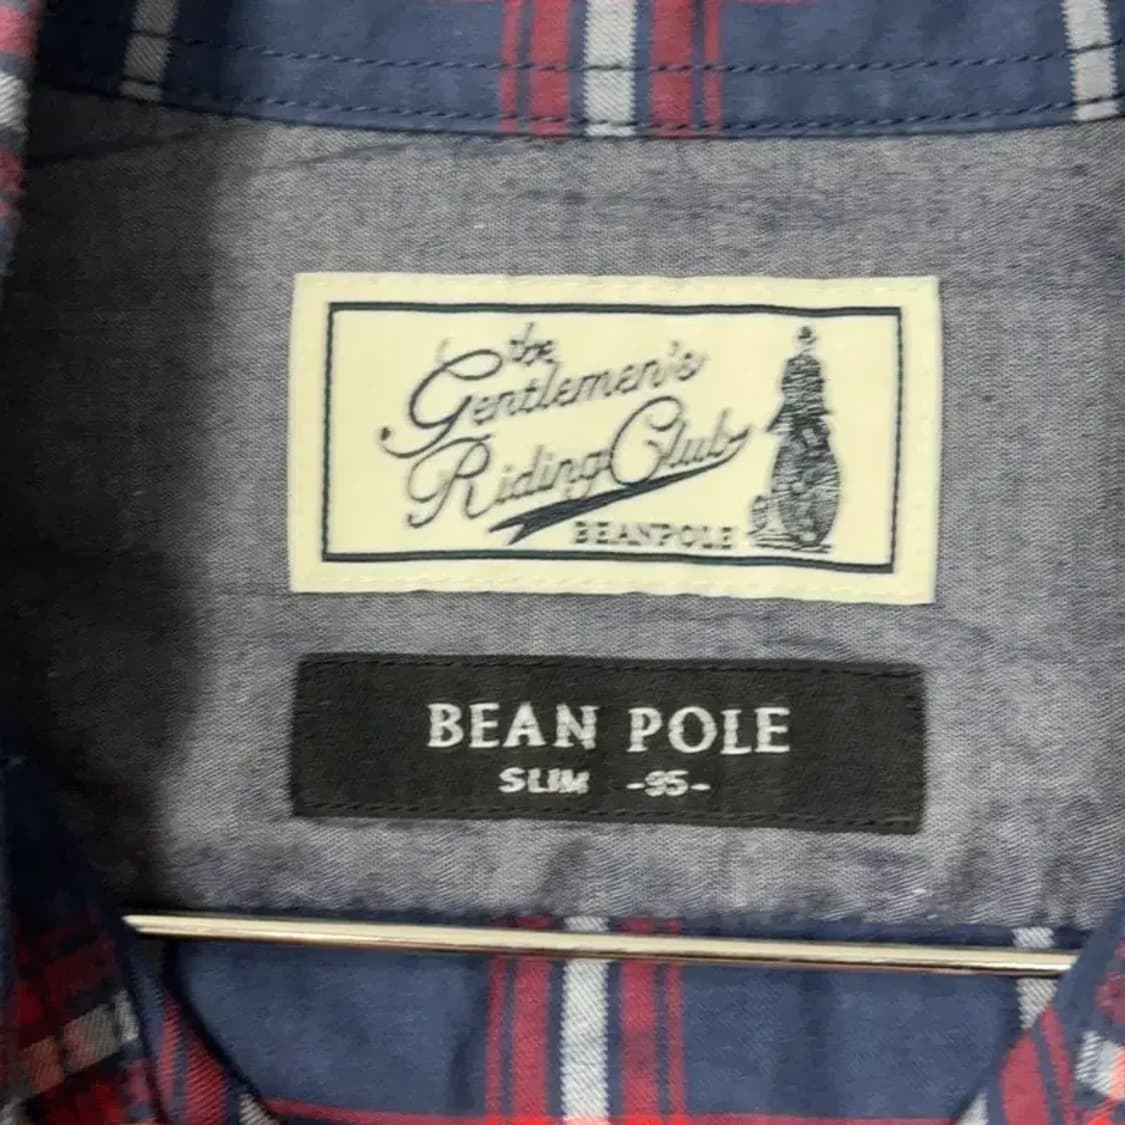 the
Gentlemen's
Riding Club
BEANPOLE
BEAN POLE
SLIM -95-